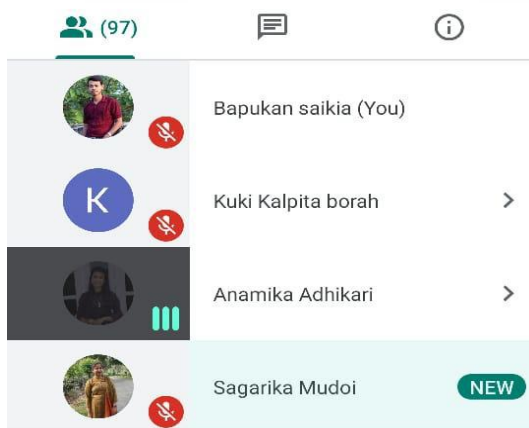 (97)
Bapukan saikia (You)
K
Kuki Kalpita borah
Anamika Adhikari
Sagarika Mudoi NEW